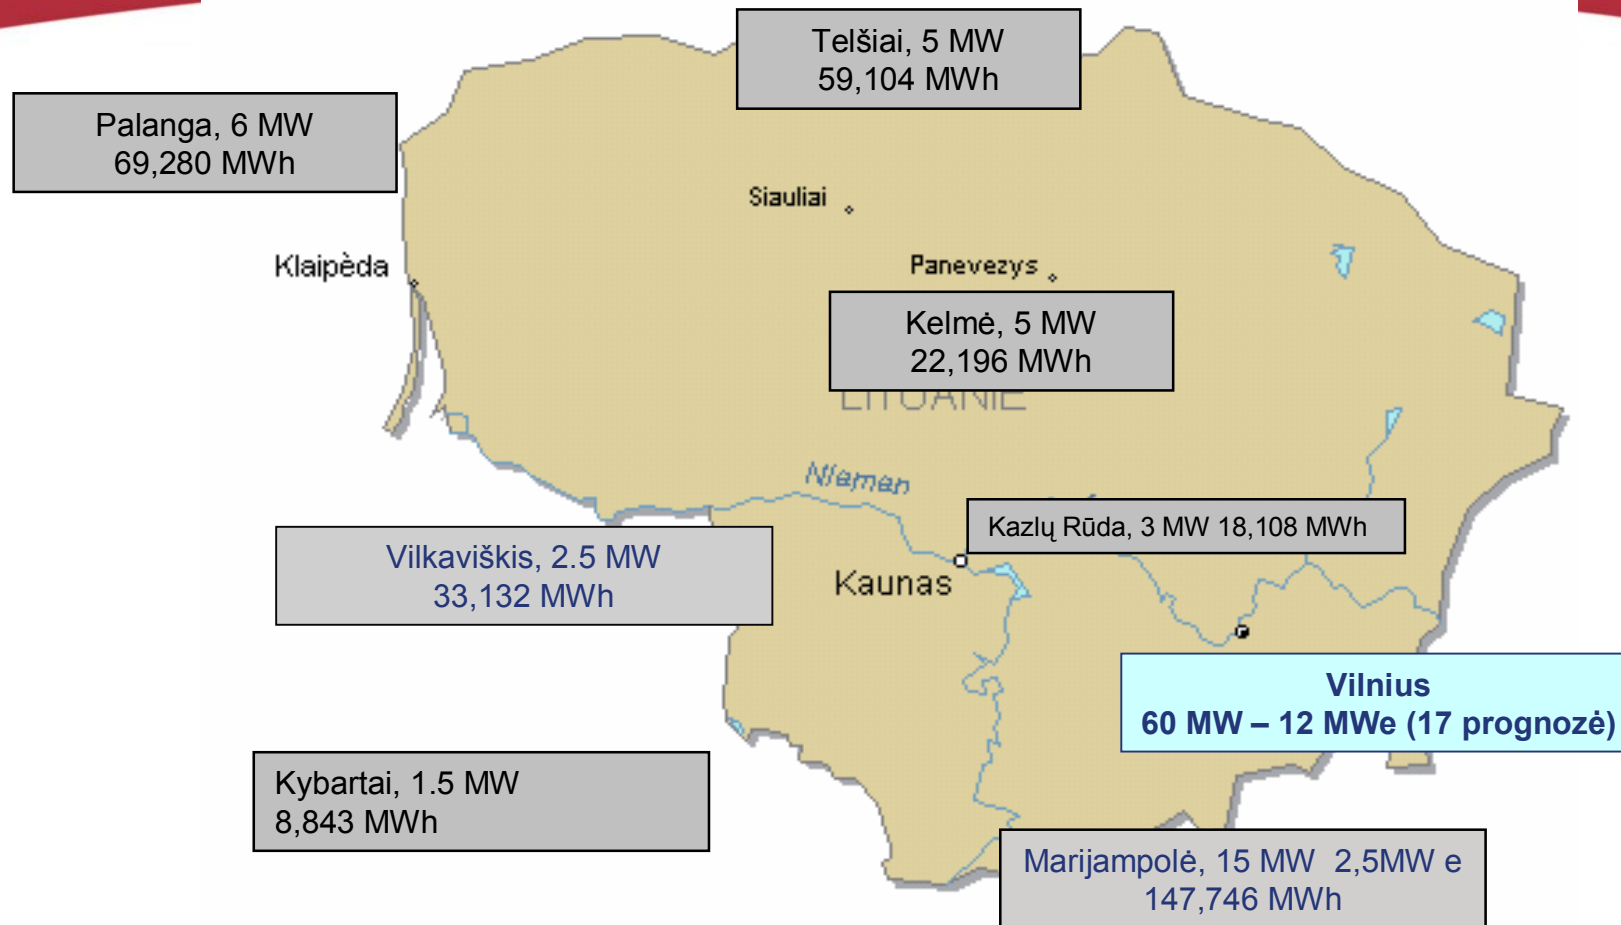 Telšiai, 5 MW
59,104 MWh
Palanga, 6 MW
69,280 MWh
Siauliai
Klaipèda
Panevezys
Kelmė, 5 MW
22,196 MWh
LITUANIE
Niemen
Kazlų Rūda, 3 MW 18,108 MWh
Vilkaviškis, 2.5 MW
33,132 MWh
Kaunas
Vilnius
60 MW – 12 MWe (17 prognozė)
Kybartai, 1.5 MW
8,843 MWh
Marijampolė, 15 MW 2,5MW e
147,746 MWh